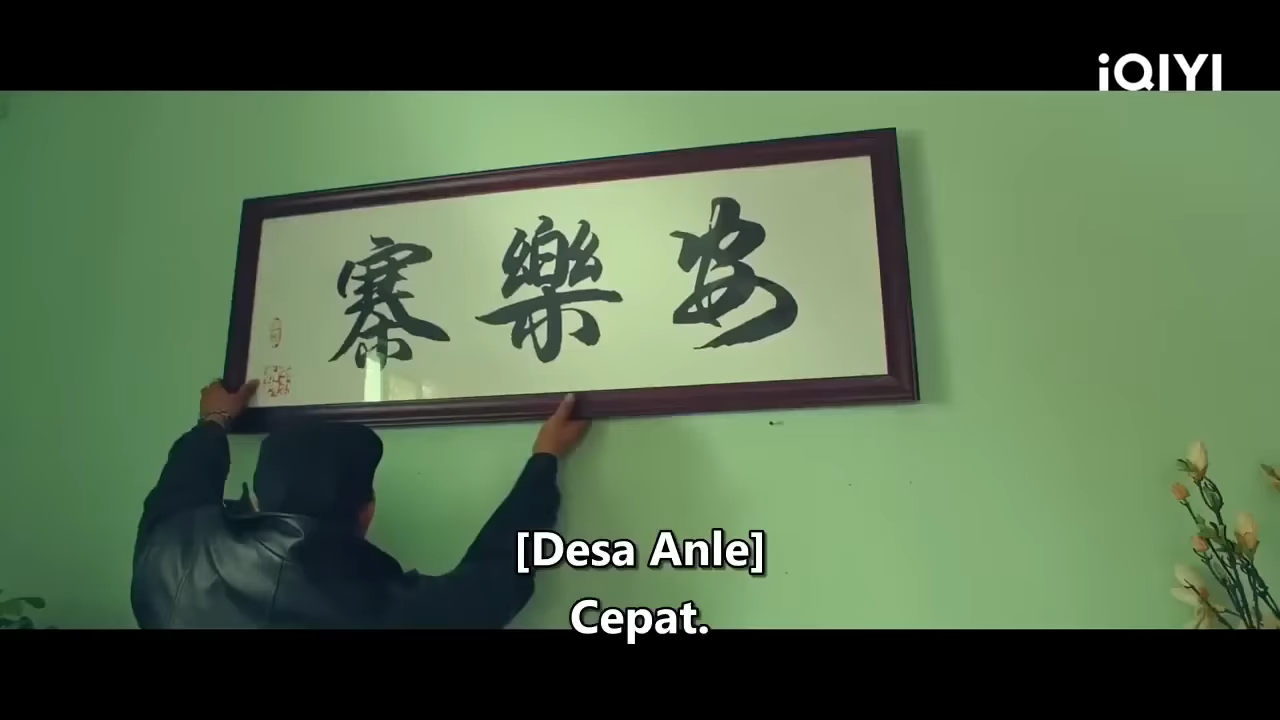 iQIYI
安樂寨
[Desa Anle]
Cepat.